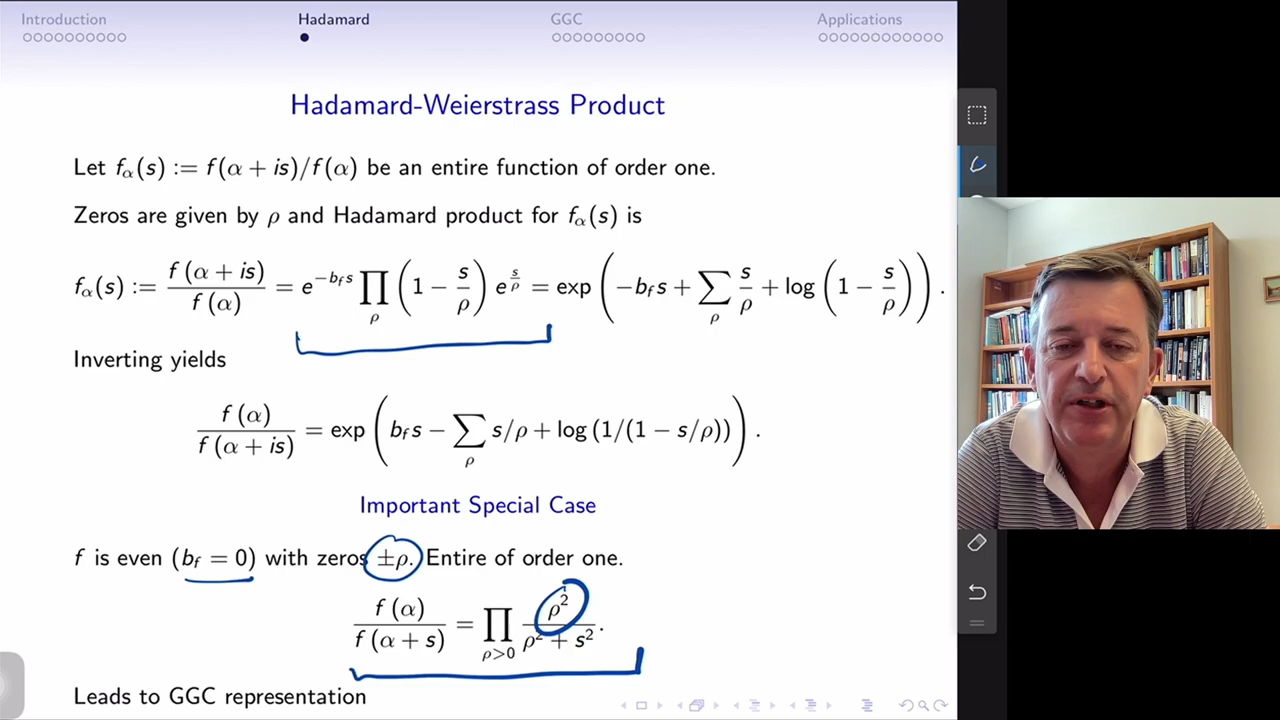 Introduction Hadamard GGC Applications
Hadamard-Weierstrass Product
Let fα(s) := f(α + is)/f(α) be an entire function of order one.
Zeros are given by ρ and Hadamard product for fα(s) is
fα(s) := f (α + is) / f (α) = e^{−b_f s} ∏_ρ (1 − s/ρ) e^{s/ρ} = exp (−b_f s + ∑_ρ s/ρ + log (1 − s/ρ)) .
Inverting yields
f (α) / f (α + is) = exp (b_f s − ∑_ρ s/ρ + log (1/(1 − s/ρ))) .
Important Special Case
f is even (b_f = 0) with zeros ±ρ. Entire of order one.
f (α) / f (α + s) = ∏_{ρ>0} ρ² / (ρ² + s²) .
Leads to GGC representation